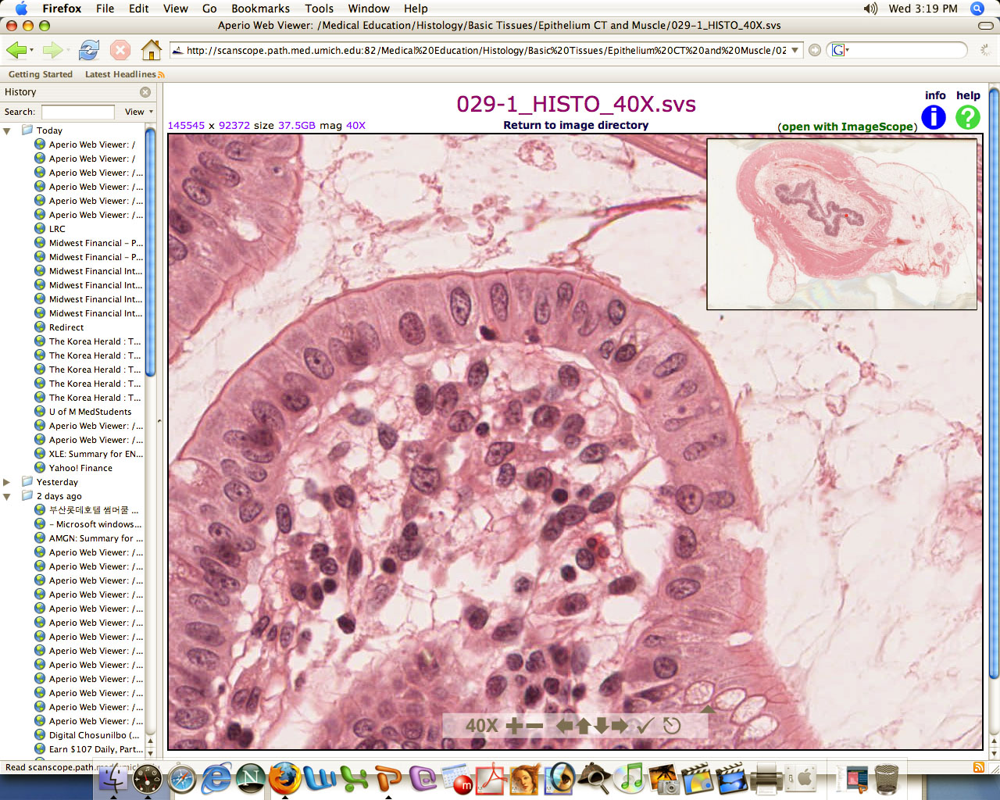 Firefox File Edit View Go Bookmarks Tools Window Help Wed 3:19 PM
Aperio Web Viewer: /Medical Education/Histology/Basic Tissues/Epithelium CT and Muscle/029-1_HISTO_40X.svs
http://scanscope.path.med.umich.edu:82/Medical%20Education/Histology/Basic%20Tissues/Epithelium%20CT%20and%20Muscle/02
Getting Started Latest Headlines
History
Search: View
029-1_HISTO_40X.svs
info help
145545 x 92372 size 37.5GB mag 40X
Return to image directory
(open with ImageScope)
Today
Aperio Web Viewer: /
Aperio Web Viewer: /
Aperio Web Viewer: /...
Aperio Web Viewer: /...
Aperio Web Viewer: /...
Aperio Web Viewer: /...
LRC
Midwest Financial – P...
Midwest Financial – P...
Midwest Financial Int...
Midwest Financial Int...
Midwest Financial Int...
Midwest Financial Int...
Redirect
The Korea Herald : T...
The Korea Herald : T...
The Korea Herald : T...
The Korea Herald : T...
The Korea Herald : T...
U of M MedStudents
Aperio Web Viewer: /...
Aperio Web Viewer: /...
XLE: Summary for EN...
Yahoo! Finance
Yesterday
2 days ago
부산롯데호텔 썸머쿨 ...
– Microsoft windows...
AMGN: Summary for ...
Aperio Web Viewer: /...
Aperio Web Viewer: /...
Aperio Web Viewer: /...
Aperio Web Viewer: /...
Aperio Web Viewer: /...
Aperio Web Viewer: /...
Aperio Web Viewer: /...
Aperio Web Viewer: /...
Aperio Web Viewer: /...
Aperio Web Viewer: /...
Aperio Web Viewer: /...
Aperio Web Viewer: /...
Aperio Web Viewer: /...
Digital Chosunilbo (...
Earn $107 Daily, Part...
40X
Read scanscope.path.med.umich